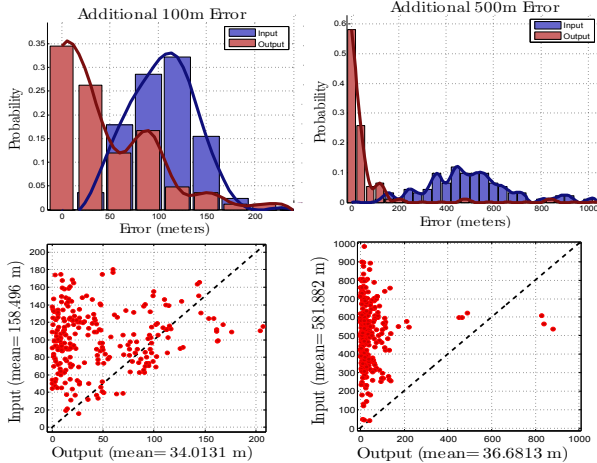 Additional 100m Error
Input
Output
Probability
0.35
0.3
0.25
0.2
0.15
0.1
0.05
0
0 50 100 150 200
Error (meters)
Additional 500m Error
Input
Output
Probability
0.6
0.5
0.4
0.3
0.2
0.1
0
0 200 400 600 800 1000
Error (meters)
Input (mean= 158.496 m)
200
180
160
140
120
100
80
60
40
20
0
0 50 100 150 200
Output (mean= 34.0131 m)
Input (mean= 581.882 m)
1000
900
800
700
600
500
400
300
200
100
0
0 200 400 600 800 1000
Output (mean= 36.6813 m)